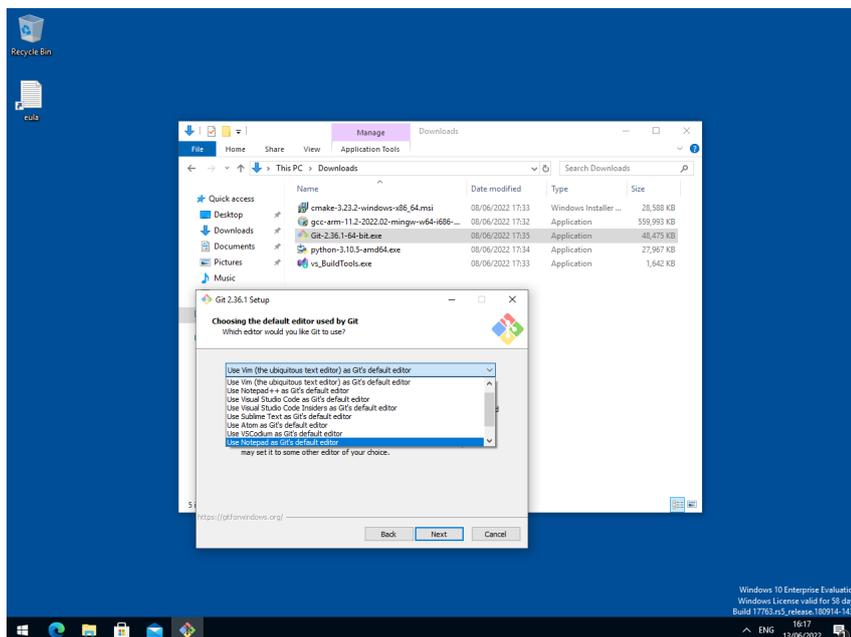 Recycle Bin
eula
Manage
Downloads
File
Home
Share
View
Application Tools
This PC > Downloads
Search Downloads
Name
Date modified
Type
Size
Quick access
Desktop
Downloads
Documents
Pictures
Music
cmake-3.23.2-windows-x86_64.msi 08/06/2022 17:33 Windows Installer ... 28,588 KB
gcc-arm-11.2-2022.02-mingw-w64-i686-... 08/06/2022 17:32 Application 559,993 KB
Git-2.36.1-64-bit.exe 08/06/2022 17:35 Application 48,475 KB
python-3.10.5-amd64.exe 08/06/2022 17:34 Application 27,967 KB
vs_BuildTools.exe 08/06/2022 17:33 Application 1,642 KB
Git 2.36.1 Setup
Choosing the default editor used by Git
Which editor would you like Git to use?
Use Vim (the ubiquitous text editor) as Git's default editor
Use Vim (the ubiquitous text editor) as Git's default editor
Use Notepad++ as Git's default editor
Use Visual Studio Code as Git's default editor
Use Visual Studio Code Insiders as Git's default editor
Use Sublime Text as Git's default editor
Use Atom as Git's default editor
Use VSCodium as Git's default editor
Use Notepad as Git's default editor
may set it to some other editor of your choice.
5 i
https://gitforwindows.org/
Back
Next
Cancel
Windows 10 Enterprise Evaluatio
Windows License valid for 58 da
Build 17763.rs5_release.180914-14
ENG
16:17
13/06/2022